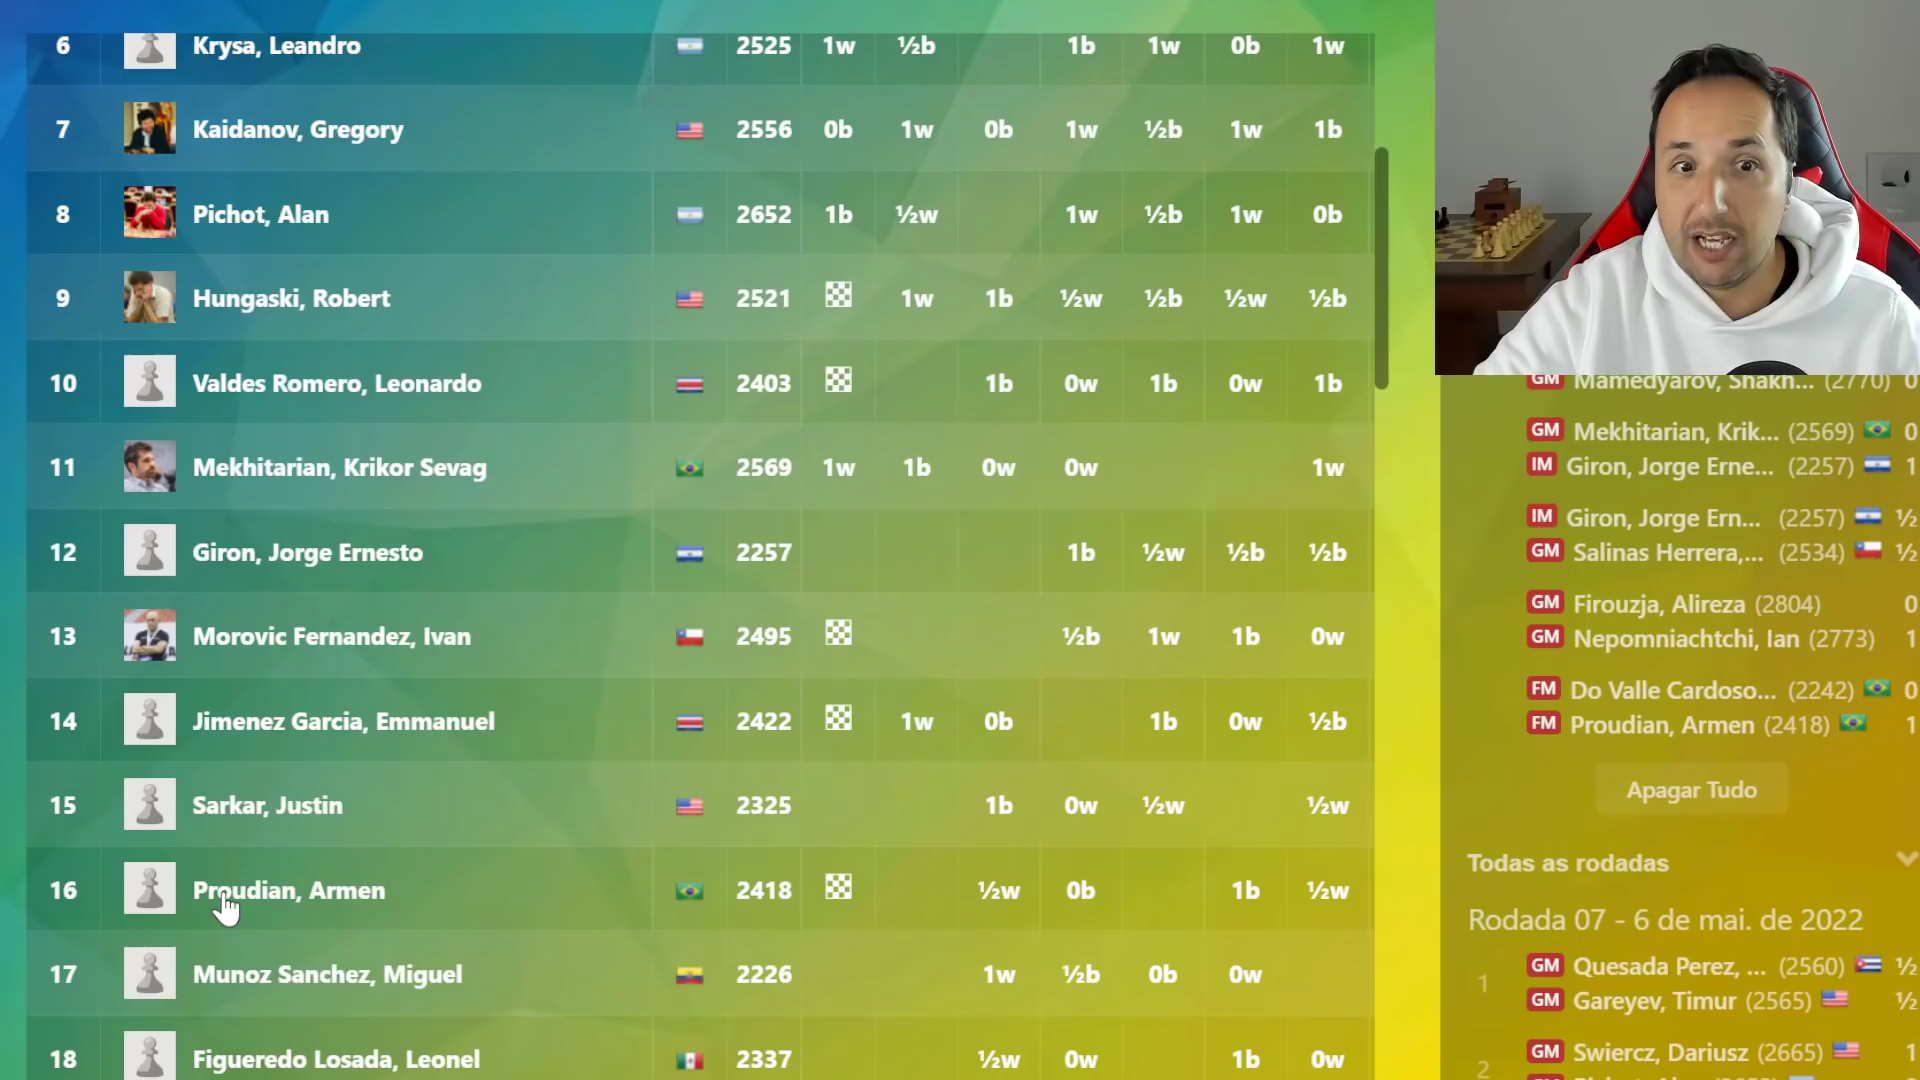 6 Krysa, Leandro 2525 1w ½b 1b 1w 0b 1w
7 Kaidanov, Gregory 2556 0b 1w 0b 1w ½b 1w 1b
8 Pichot, Alan 2652 1b ½w 1w ½b 1w 0b
9 Hungaski, Robert 2521 1w 1b ½w ½b ½w ½b
10 Valdes Romero, Leonardo 2403 1b 0w 1b 0w 1b
11 Mekhitarian, Krikor Sevag 2569 1w 1b 0w 0w 1w
12 Giron, Jorge Ernesto 2257 1b ½w ½b ½b
13 Morovic Fernandez, Ivan 2495 ½b 1w 1b 0w
14 Jimenez Garcia, Emmanuel 2422 1w 0b 1b 0w ½b
15 Sarkar, Justin 2325 1b 0w ½w ½w
16 Proudian, Armen 2418 ½w 0b 1b ½w
17 Munoz Sanchez, Miguel 2226 1w ½b 0b 0w
18 Figueredo Losada, Leonel 2337 ½w 0w 1b 0w
GM Mamedyarov, Shakh... (2770) 0
GM Mekhitarian, Krik... (2569) 0
IM Giron, Jorge Erne... (2257) 1
IM Giron, Jorge Ern... (2257) ½
GM Salinas Herrera,... (2534) ½
GM Firouzja, Alireza (2804) 0
GM Nepomniachtchi, Ian (2773) 1
FM Do Valle Cardoso... (2242) 0
FM Proudian, Armen (2418) 1
Apagar Tudo
Todas as rodadas
Rodada 07 - 6 de mai. de 2022
1
GM Quesada Perez, ... (2560) ½
GM Gareyev, Timur (2565) ½
2
GM Swiercz, Dariusz (2665) 1